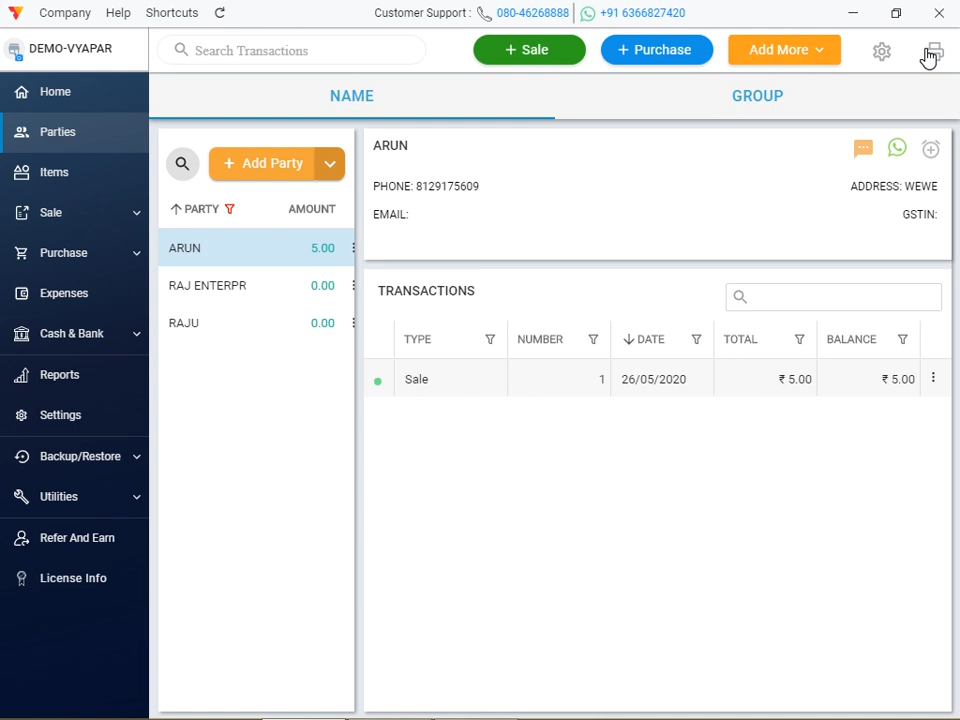 Company Help Shortcuts Customer Support : 080-46268888 +91 6366827420
DEMO-VYAPAR Search Transactions + Sale + Purchase Add More
Home
Parties
Items
Sale
Purchase
Expenses
Cash & Bank
Reports
Settings
Backup/Restore
Utilities
Refer And Earn
License Info
NAME GROUP
+ Add Party
PARTY AMOUNT
ARUN 5.00
RAJ ENTERPR 0.00
RAJU 0.00
ARUN
PHONE: 8129175609 ADDRESS: WEWE
EMAIL: GSTIN:
TRANSACTIONS
TYPE NUMBER DATE TOTAL BALANCE
Sale 1 26/05/2020 ₹ 5.00 ₹ 5.00